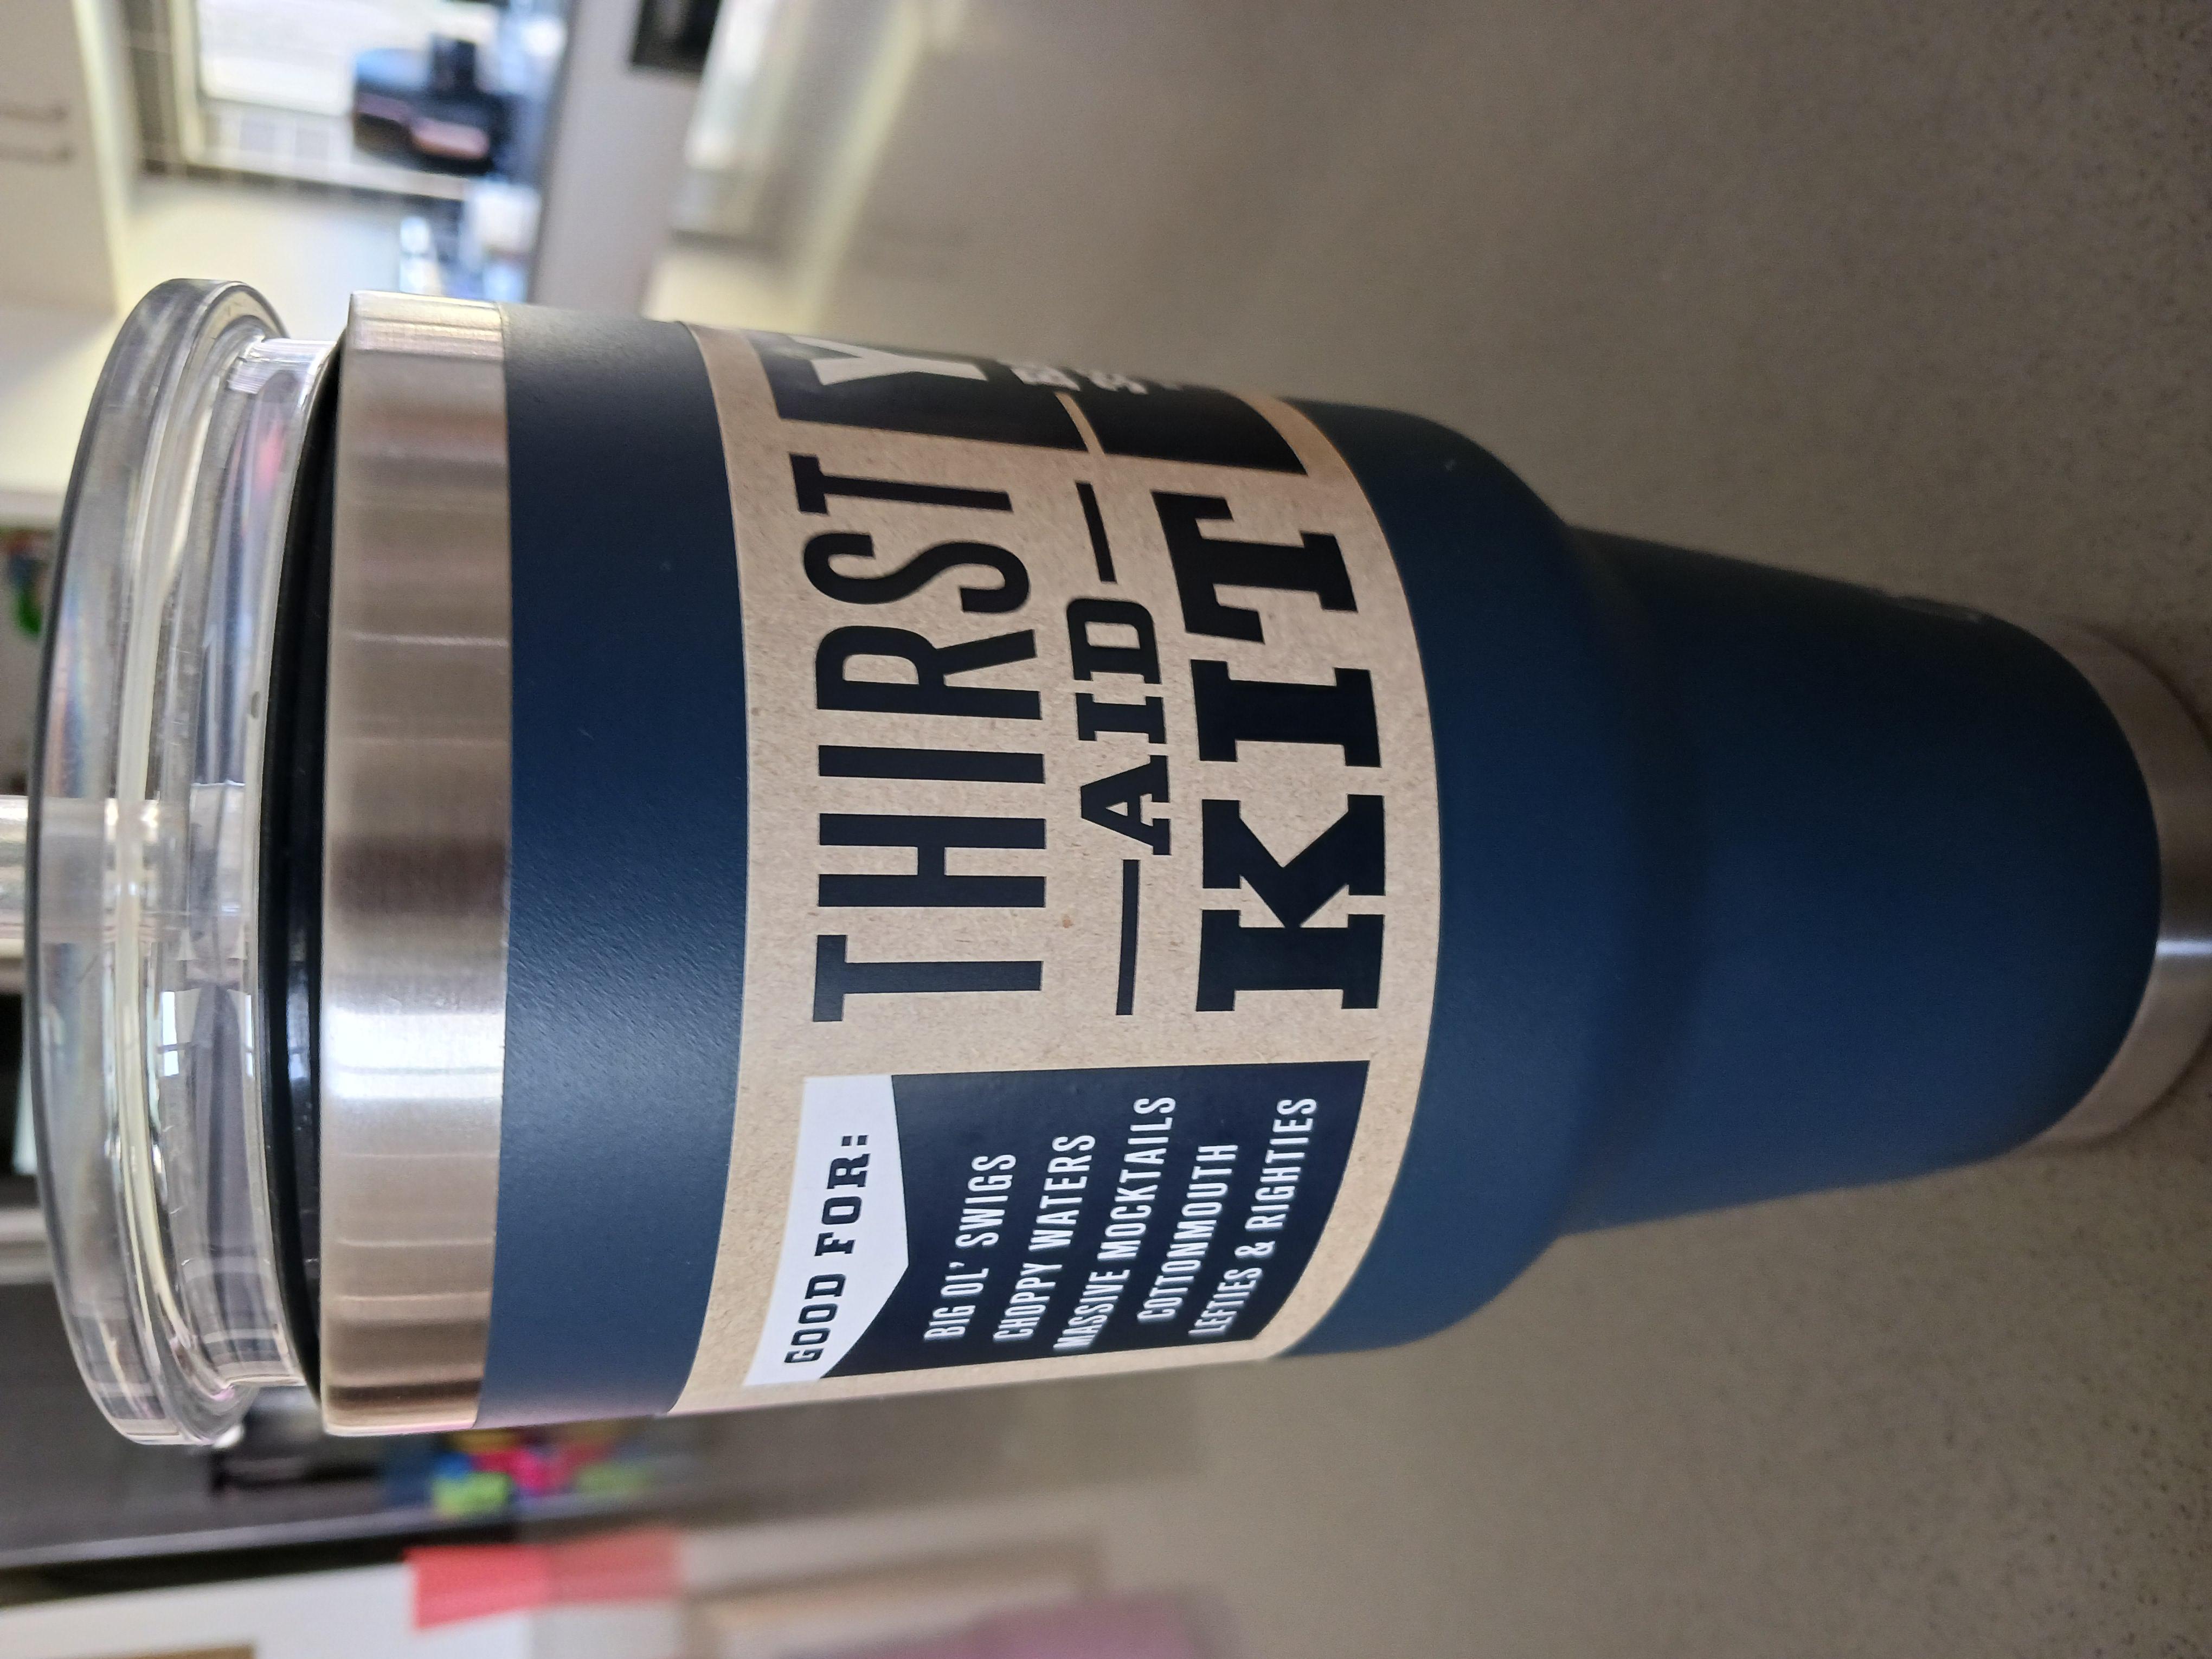 GOOD FOR:
BIG OL' SWIGS
CHOPPY WATERS
MASSIVE MOCKTAILS
COTTONMOUTH
LEFTIES & RIGHTIES
THIRST
AID
KIT